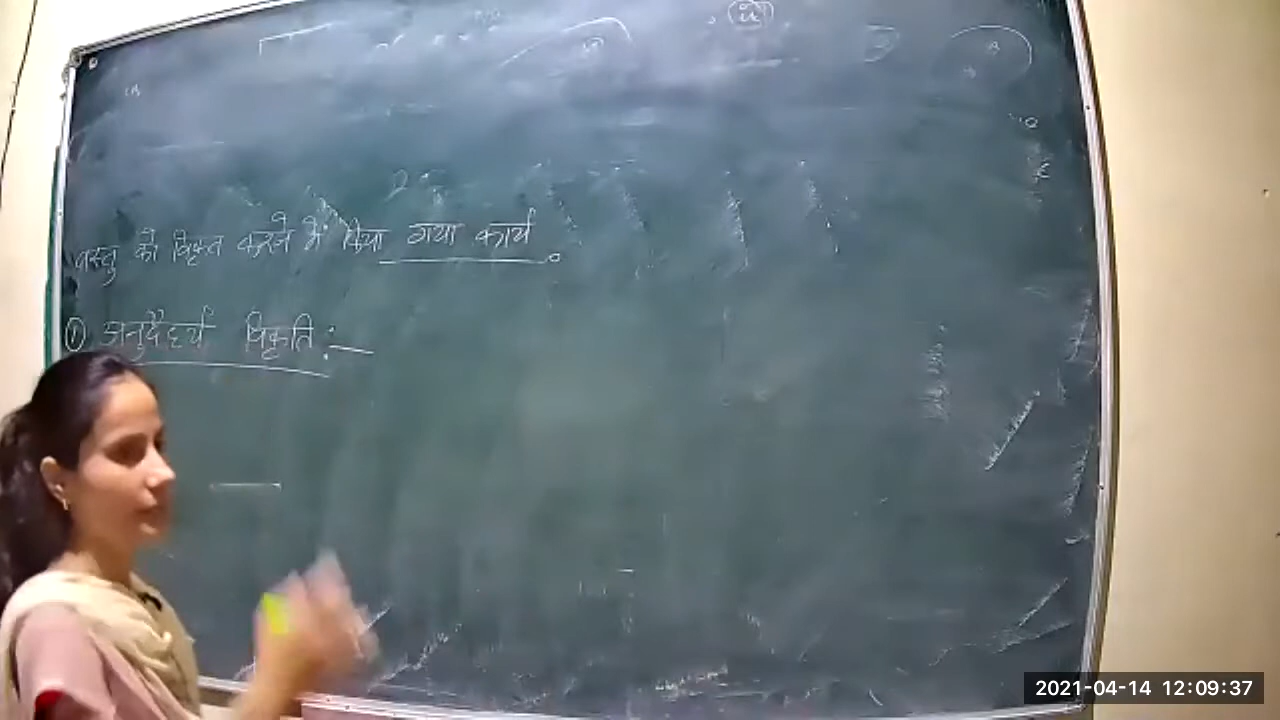 वस्तु को विकृत करने में किया गया कार्य
① अनुदैर्घ्य विकृति :—
2021-04-14 12:09:37